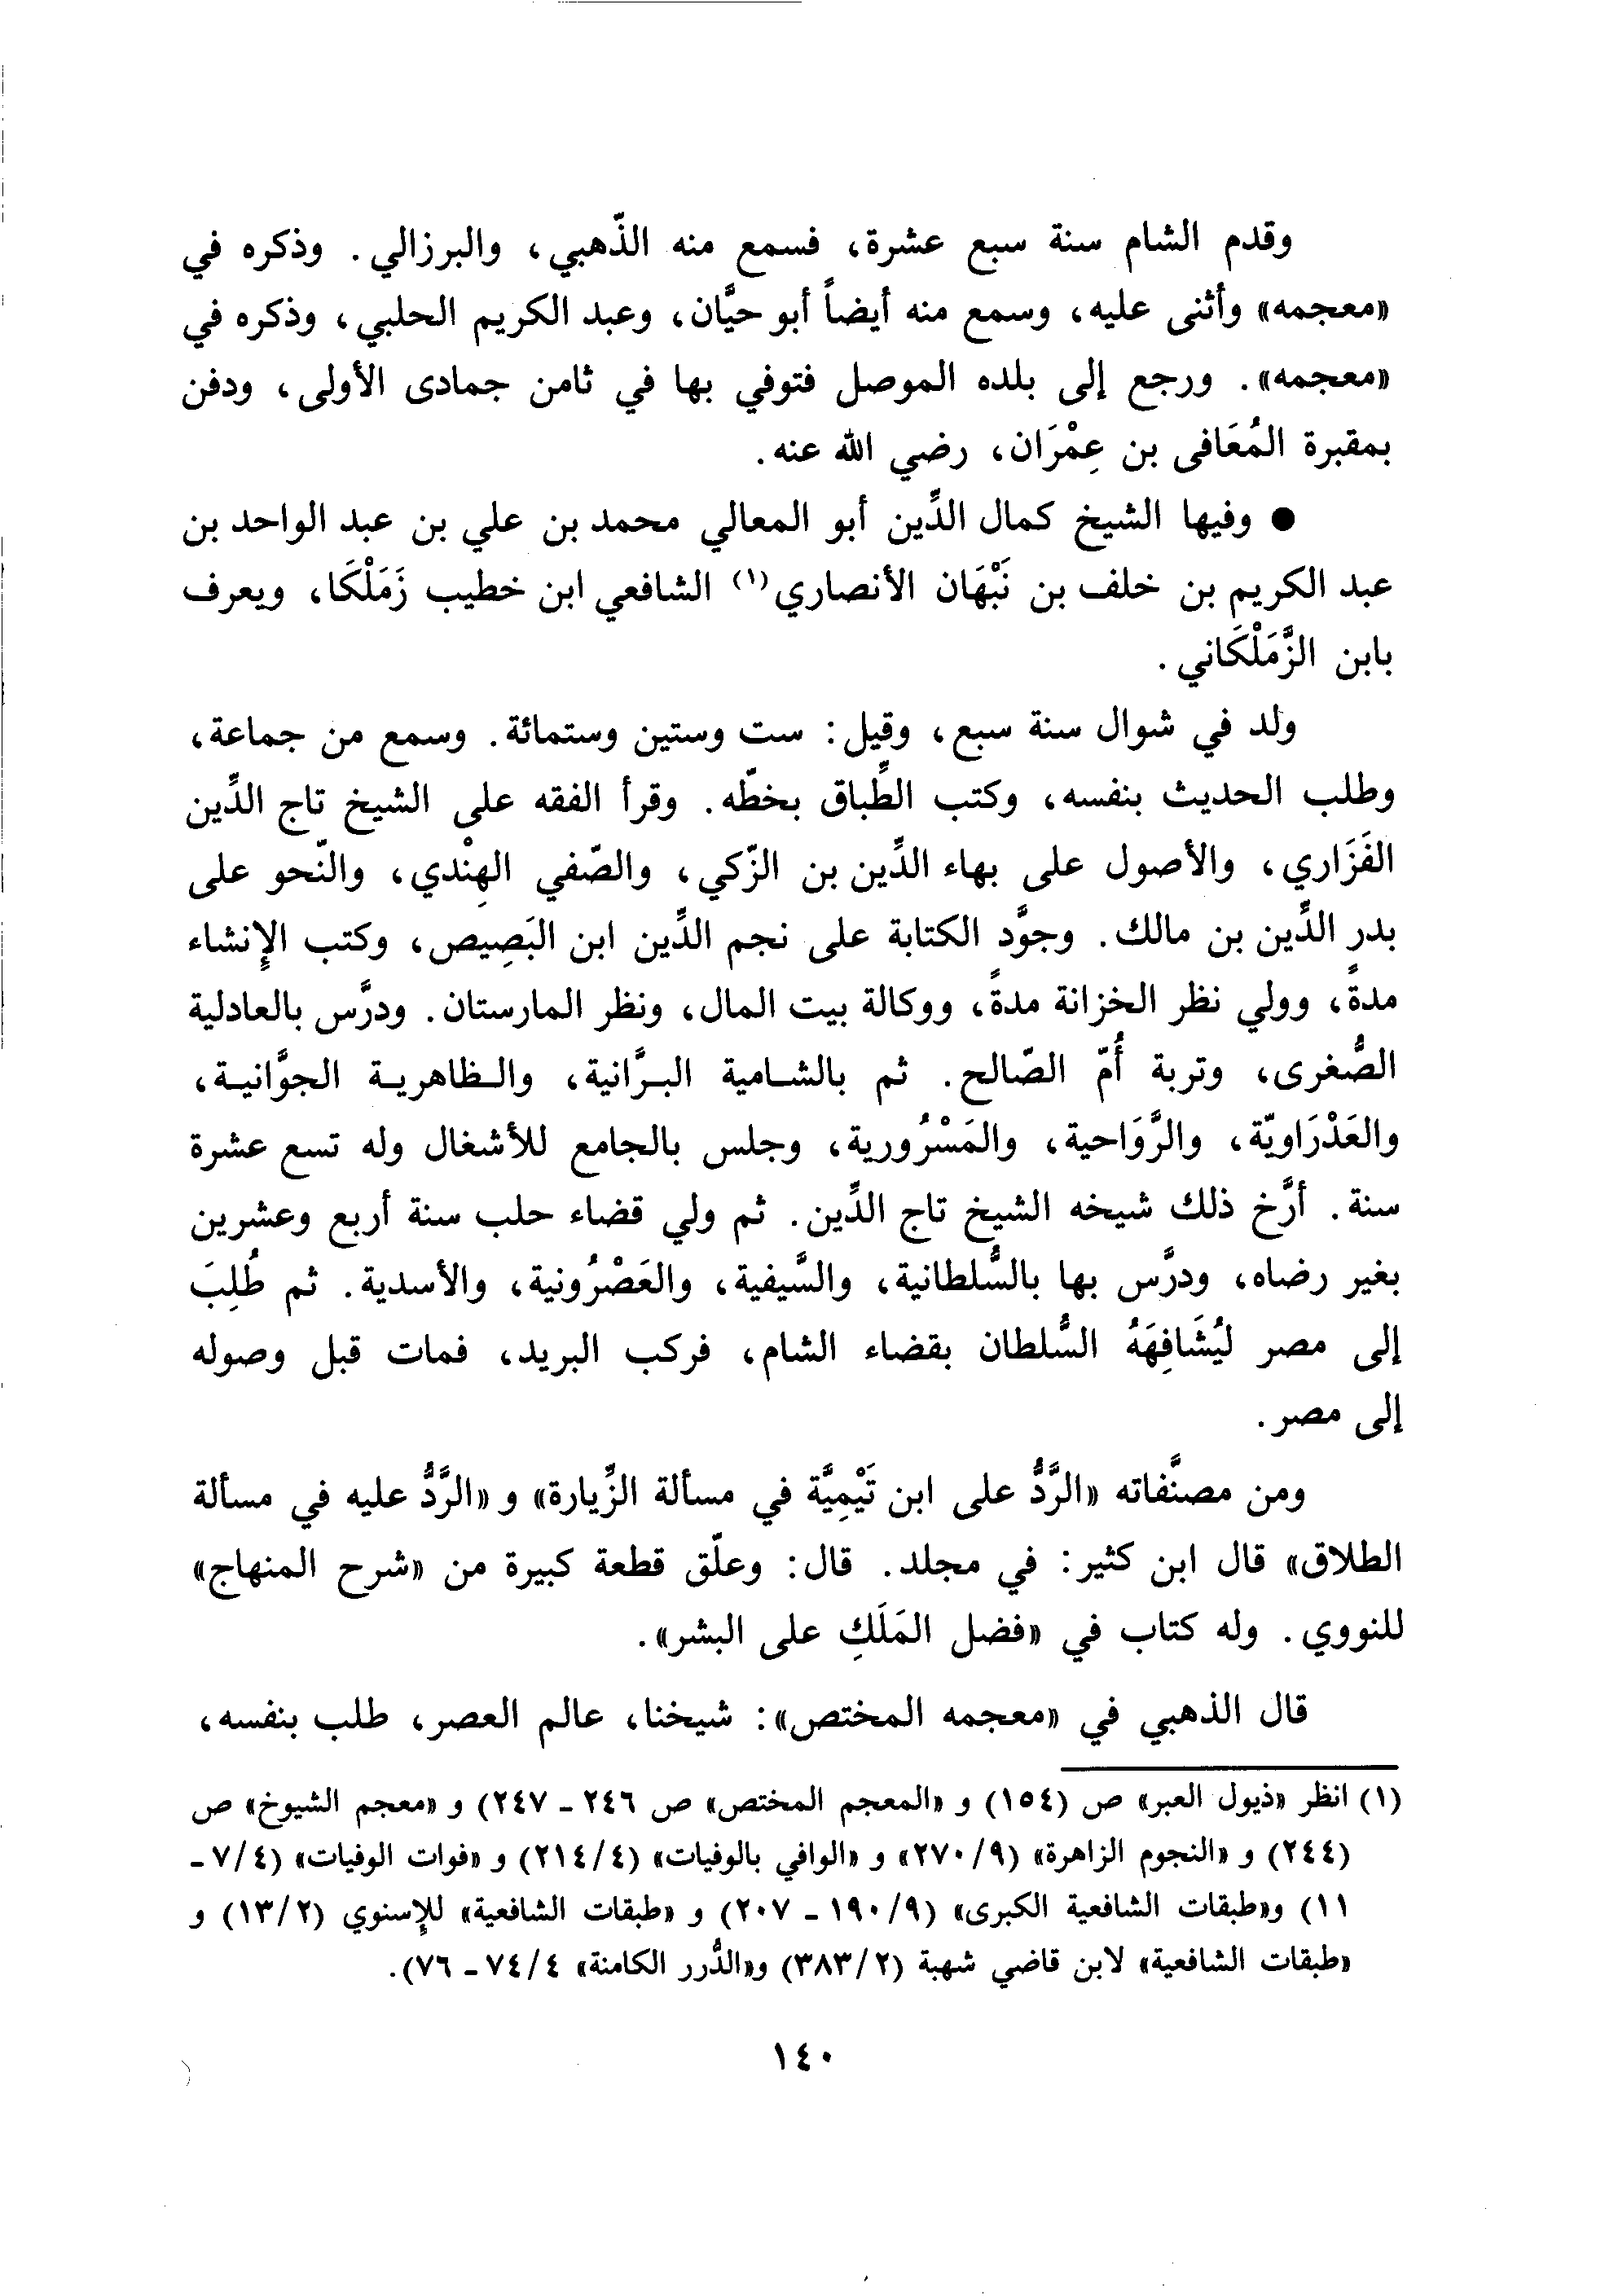 وقدم الشام سنة سبع عشرة، فسمع منه الذّهبي، والبرزالي. وذكره في
«معجمه» وأثنى عليه، وسمع منه أيضاً أبو حيَّان، وعبد الكريم الحلبي، وذكره في
«معجمه». ورجع إلى بلده الموصل فتوفي بها في ثامن جمادى الأولى، ودفن
بمقبرة المُعَافى بن عِمْرَان، رضي الله عنه.
● وفيها الشيخ كمال الدِّين أبو المعالي محمد بن علي بن عبد الواحد بن
عبد الكريم بن خلف بن نَبْهَان الأنصاري(١) الشافعي ابن خطيب زَمَلْكَا، ويعرف
بابن الزَّمَلْكَاني.
ولد في شوال سنة سبع، وقيل: ست وستين وستمائة. وسمع من جماعة،
وطلب الحديث بنفسه، وكتب الطِّباق بخطّه. وقرأ الفقه على الشيخ تاج الدِّين
الفَزَاري، والأصول على بهاء الدِّين بن الزّكي، والصّفي الهِنْدي، والنّحو على
بدر الدِّين بن مالك. وجوَّد الكتابة على نجم الدِّين ابن البَصِيص، وكتب الإِنشاء
مدةً، وولي نظر الخزانة مدةً، ووكالة بيت المال، ونظر المارستان. ودرَّس بالعادلية
الصُّغرى، وتربة أُمّ الصّالح. ثم بالشامية البرَّانية، والظاهرية الجوَّانية،
والعَذْرَاويّة، والرَّوَاحية، والمَسْرُورية، وجلس بالجامع للأشغال وله تسع عشرة
سنة. أرَّخ ذلك شيخه الشيخ تاج الدِّين. ثم ولي قضاء حلب سنة أربع وعشرين
بغير رضاه، ودرَّس بها بالسُّلطانية، والسَّيفية، والعَصْرُونية، والأسدية. ثم طُلِبَ
إلى مصر ليُشَافِهَهُ السُّلطان بقضاء الشام، فركب البريد، فمات قبل وصوله
إلى مصر.
ومن مصنَّفاته «الرَّدُّ على ابن تَيْمِيَّة في مسألة الزِّيارة» و «الرَّدُّ عليه في مسألة
الطلاق» قال ابن كثير: في مجلد. قال: وعلّق قطعة كبيرة من «شرح المنهاج»
للنووي. وله كتاب في «فضل المَلَكِ على البشر».
قال الذهبي في «معجمه المختص»: شيخنا، عالم العصر، طلب بنفسه،
(١) انظر «ذيول العبر» ص (١٥٤) و «المعجم المختص» ص ٢٤٦ ـ ٢٤٧) و «معجم الشيوخ» ص
(٢٤٤) و «النجوم الزاهرة» (٢٧٠/٩» و «الوافي بالوفيات» (٢١٤/٤) و «فوات الوفيات» (٧/٤ ـ
١١) و«طبقات الشافعية الكبرى» (١٩٠/٩ ـ ٢٠٧) و «طبقات الشافعية» للإِسنوي (١٣/٢) و
«طبقات الشافعية» لابن قاضي شهبة (٣٨٣/٢) و«الدُّرر الكامنة» ٧٤/٤ ـ ٧٦).
١٤٠